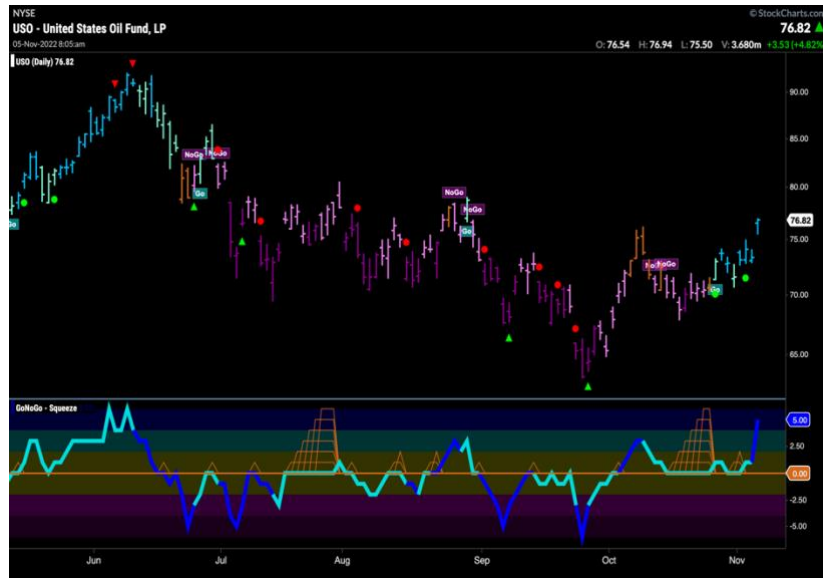 NYSE
© StockCharts.com
USO - United States Oil Fund, LP
76.82
05-Nov-2022 8:05am
O: 76.54 H: 76.94 L: 75.50 V: 3.680m +3.53 (+4.82%)
USO (Daily) 76.82
90.00
85.00
NoGo
NoGo
80.00
Go
NoGo
NoGo
Go
Go
76.82
75.00
NoGo
NoGo
70.00
Go
65.00
GoNoGo - Squeeze
5.00
2.50
0.00
-2.50
-5.00
Jun Jul Aug Sep Oct Nov